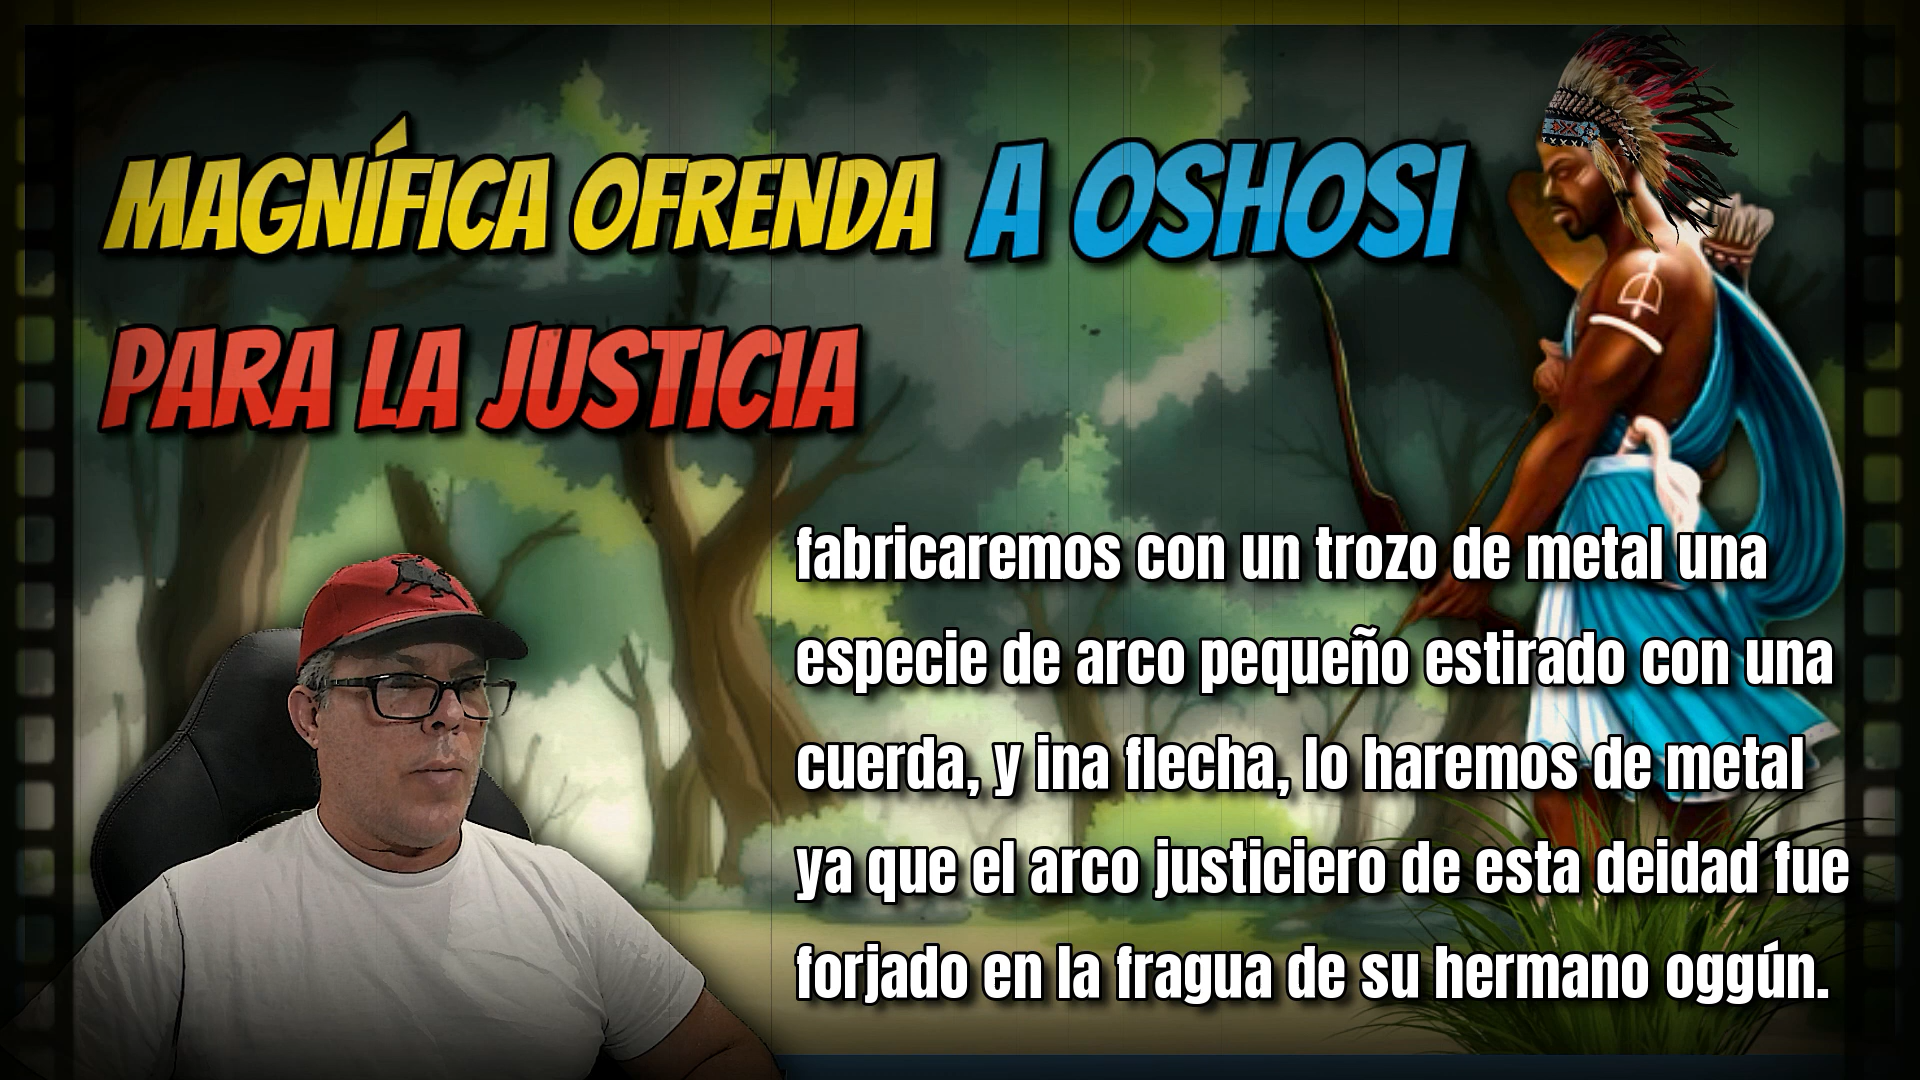 MAGNÍFICA OFRENDA A OSHOSI
PARA LA JUSTICIA
fabricaremos con un trozo de metal una
especie de arco pequeño estirado con una
cuerda, y ina flecha, lo haremos de metal
ya que el arco justiciero de esta deidad fue
forjado en la fragua de su hermano oggún.